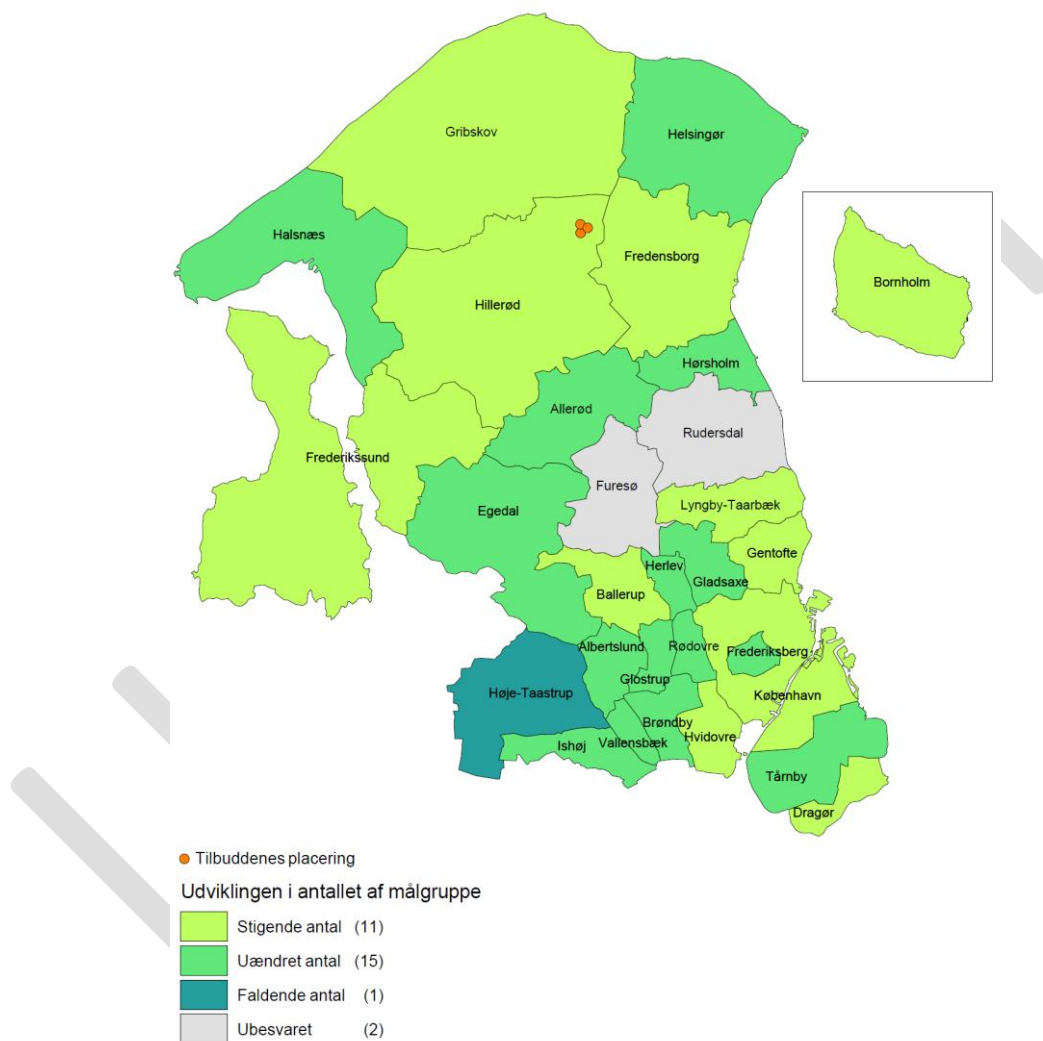 Gribskov
Helsingør
Halsnæs
Fredensborg
Bornholm
Hillerød
Hørsholm
Allerød
Rudersdal
Frederikssund
Furesø
Lyngby-Taarbæk
Egedal
Gentofte
Herlev
Gladsaxe
Ballerup
Albertslund
Rødovre
Frederiksberg
Glostrup
Høje-Taastrup
København
Brøndby
Hvidovre
Ishøj
Vallensbæk
Tårnby
Dragør
Tilbuddenes placering
Udviklingen i antallet af målgruppe
Stigende antal (11)
Uændret antal (15)
Faldende antal (1)
Ubesvaret (2)